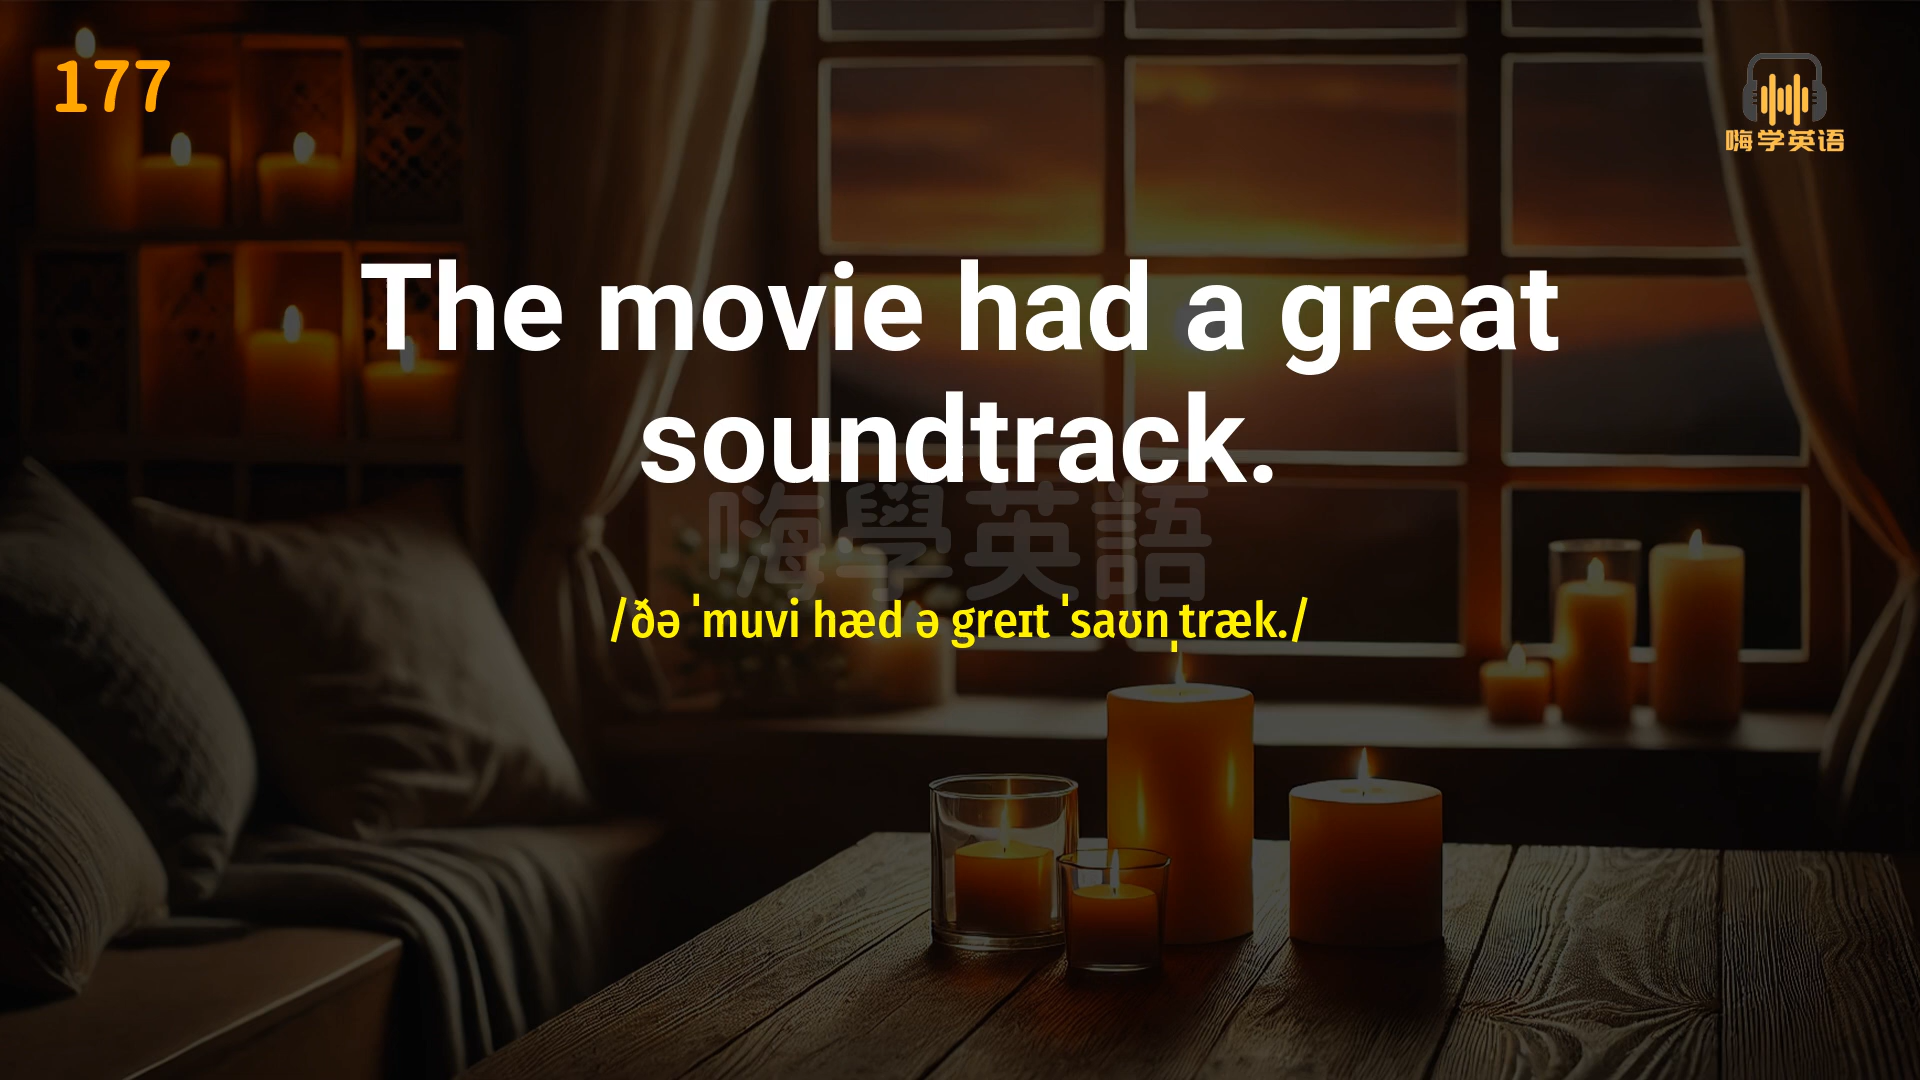 177
嗨学英语
The movie had a great
soundtrack.
嗨學英語
/ðə ˈmuvi hæd ə greɪt ˈsaʊnˌtræk./